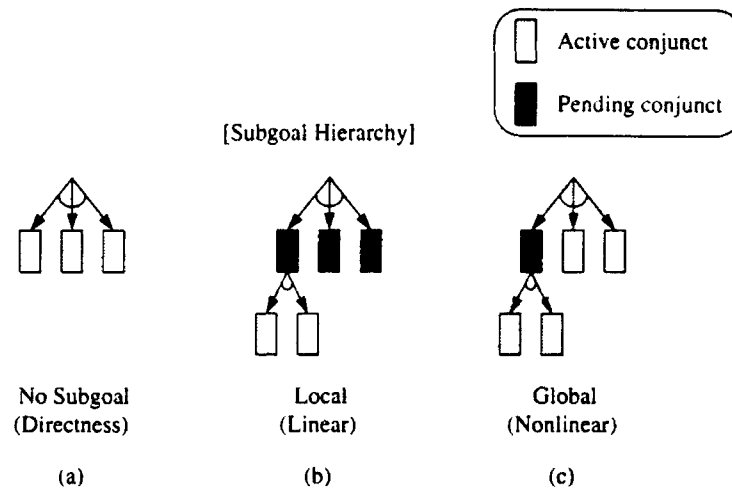 Active conjunct
Pending conjunct
[Subgoal Hierarchy]
No Subgoal
(Directness)
Local
(Linear)
Global
(Nonlinear)
(a)
(b)
(c)